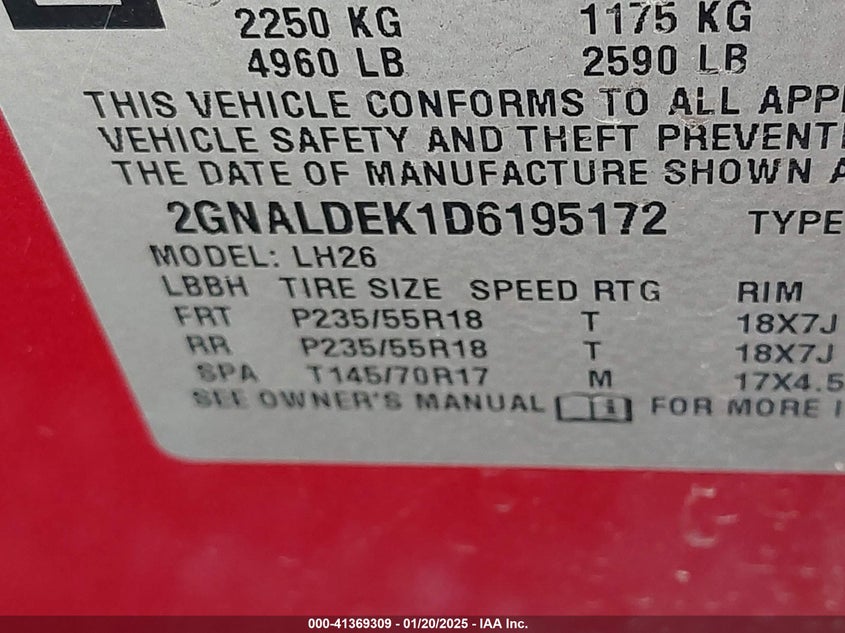 2250 KG 1175 KG
4960 LB 2590 LB
THIS VEHICLE CONFORMS TO ALL
VEHICLE SAFETY AND THEFT
THE DATE OF MANUFACTURE SHOWN
2GNALDEK1D6195172 TYPE
MODEL: LH26
LBBH TIRE SIZE SPEED RTG RIM
FRT P235/55R18 T 18X7J
RR P235/55R18 T 18X7J
SPA T145/70R17 M 17X4.5
SEE OWNER'S MANUAL FOR MORE
000-41369309 - 01/20/2025 - IAA Inc.